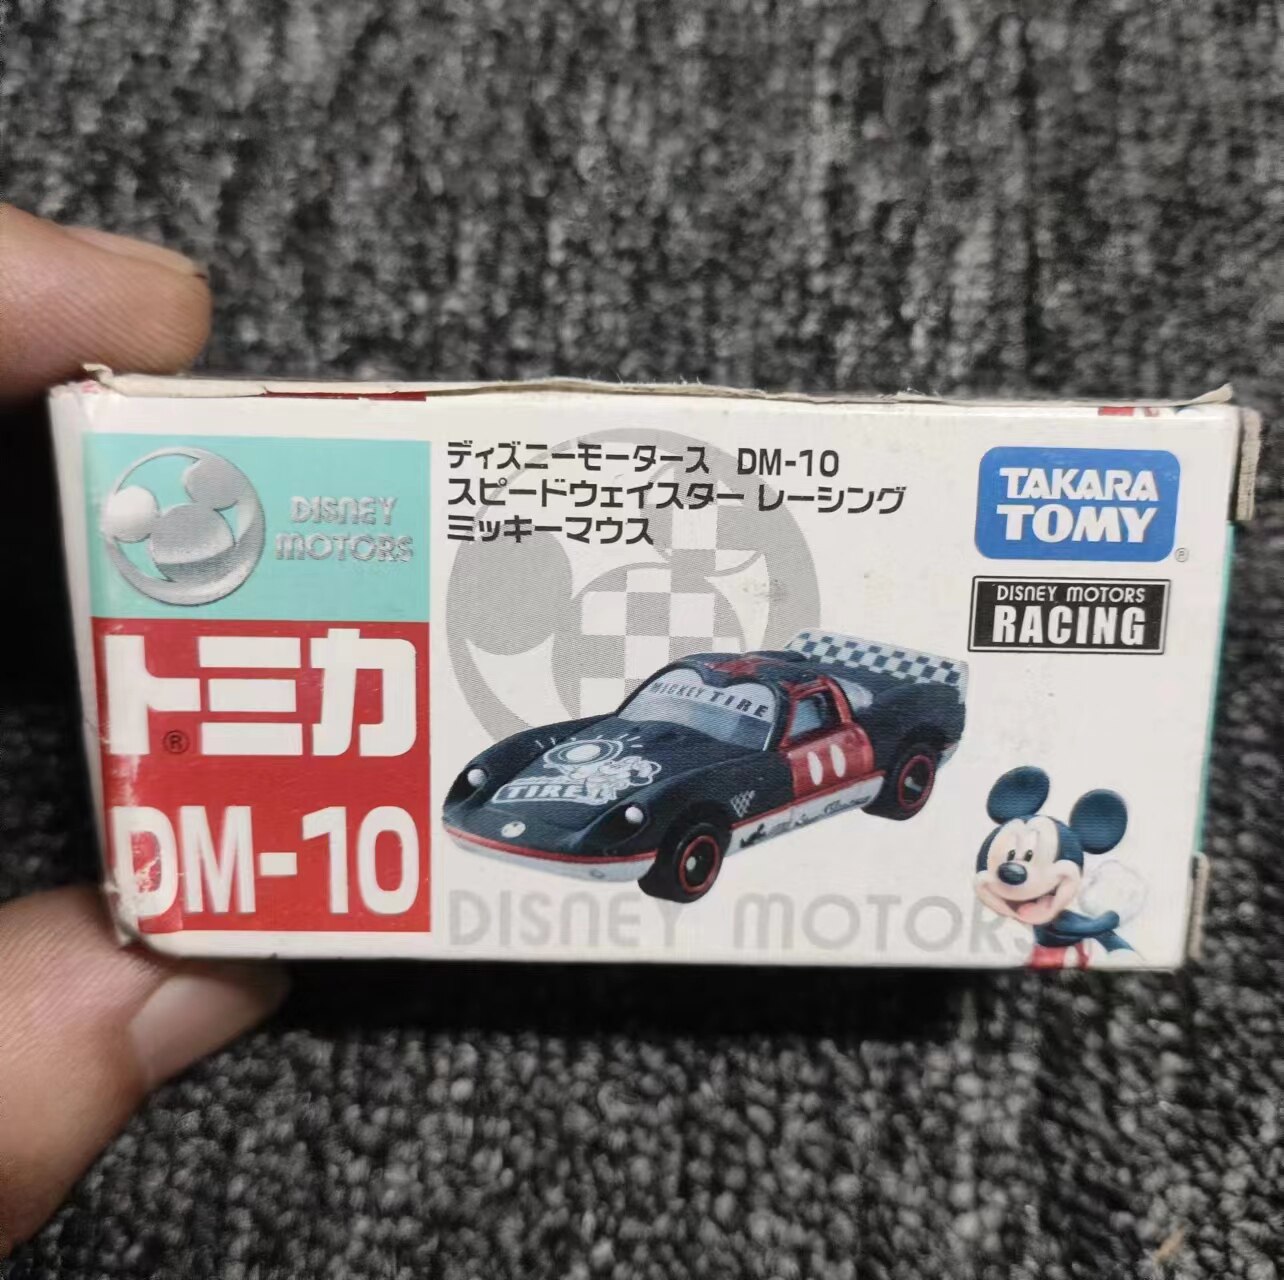 DISNEY
MOTORS
トミカ
®
DM-10
ディズニーモータース DM-10
スピードウェイスター レーシング
ミッキーマウス
TAKARA
TOMY
®
DISNEY MOTORS
RACING
MICKEY TIRE
TIRE
DISNEY MOTORS